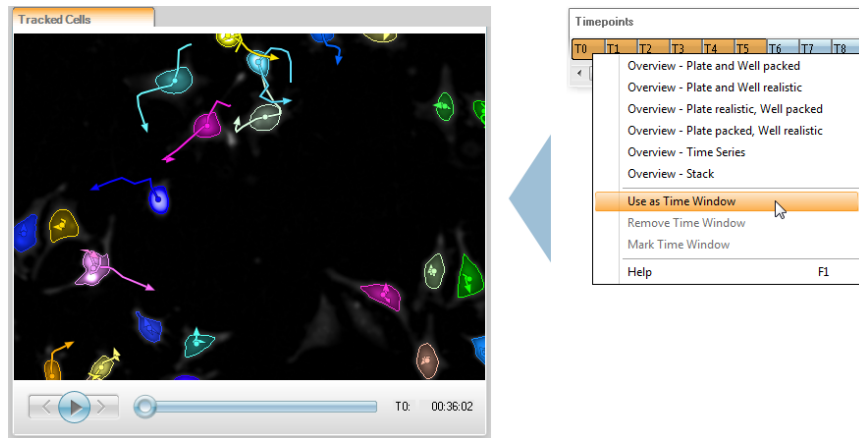 Tracked Cells
T0: 00:36:02
Timepoints
T0 T1 T2 T3 T4 T5 T6 T7 T8
Overview - Plate and Well packed
Overview - Plate and Well realistic
Overview - Plate realistic, Well packed
Overview - Plate packed, Well realistic
Overview - Time Series
Overview - Stack
Use as Time Window
Remove Time Window
Mark Time Window
Help F1